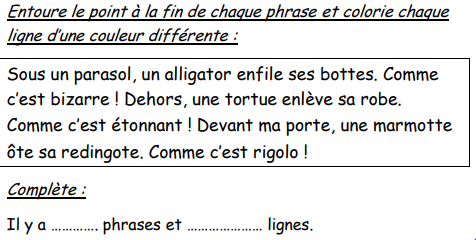 Entoure le point à la fin de chaque phrase et colorie chaque
ligne d’une couleur différente :
Sous un parasol, un alligator enfile ses bottes. Comme
c’est bizarre ! Dehors, une tortue enlève sa robe.
Comme c’est étonnant ! Devant ma porte, une marmotte
ôte sa redingote. Comme c’est rigolo !
Complète :
Il y a …………. phrases et ………………… lignes.